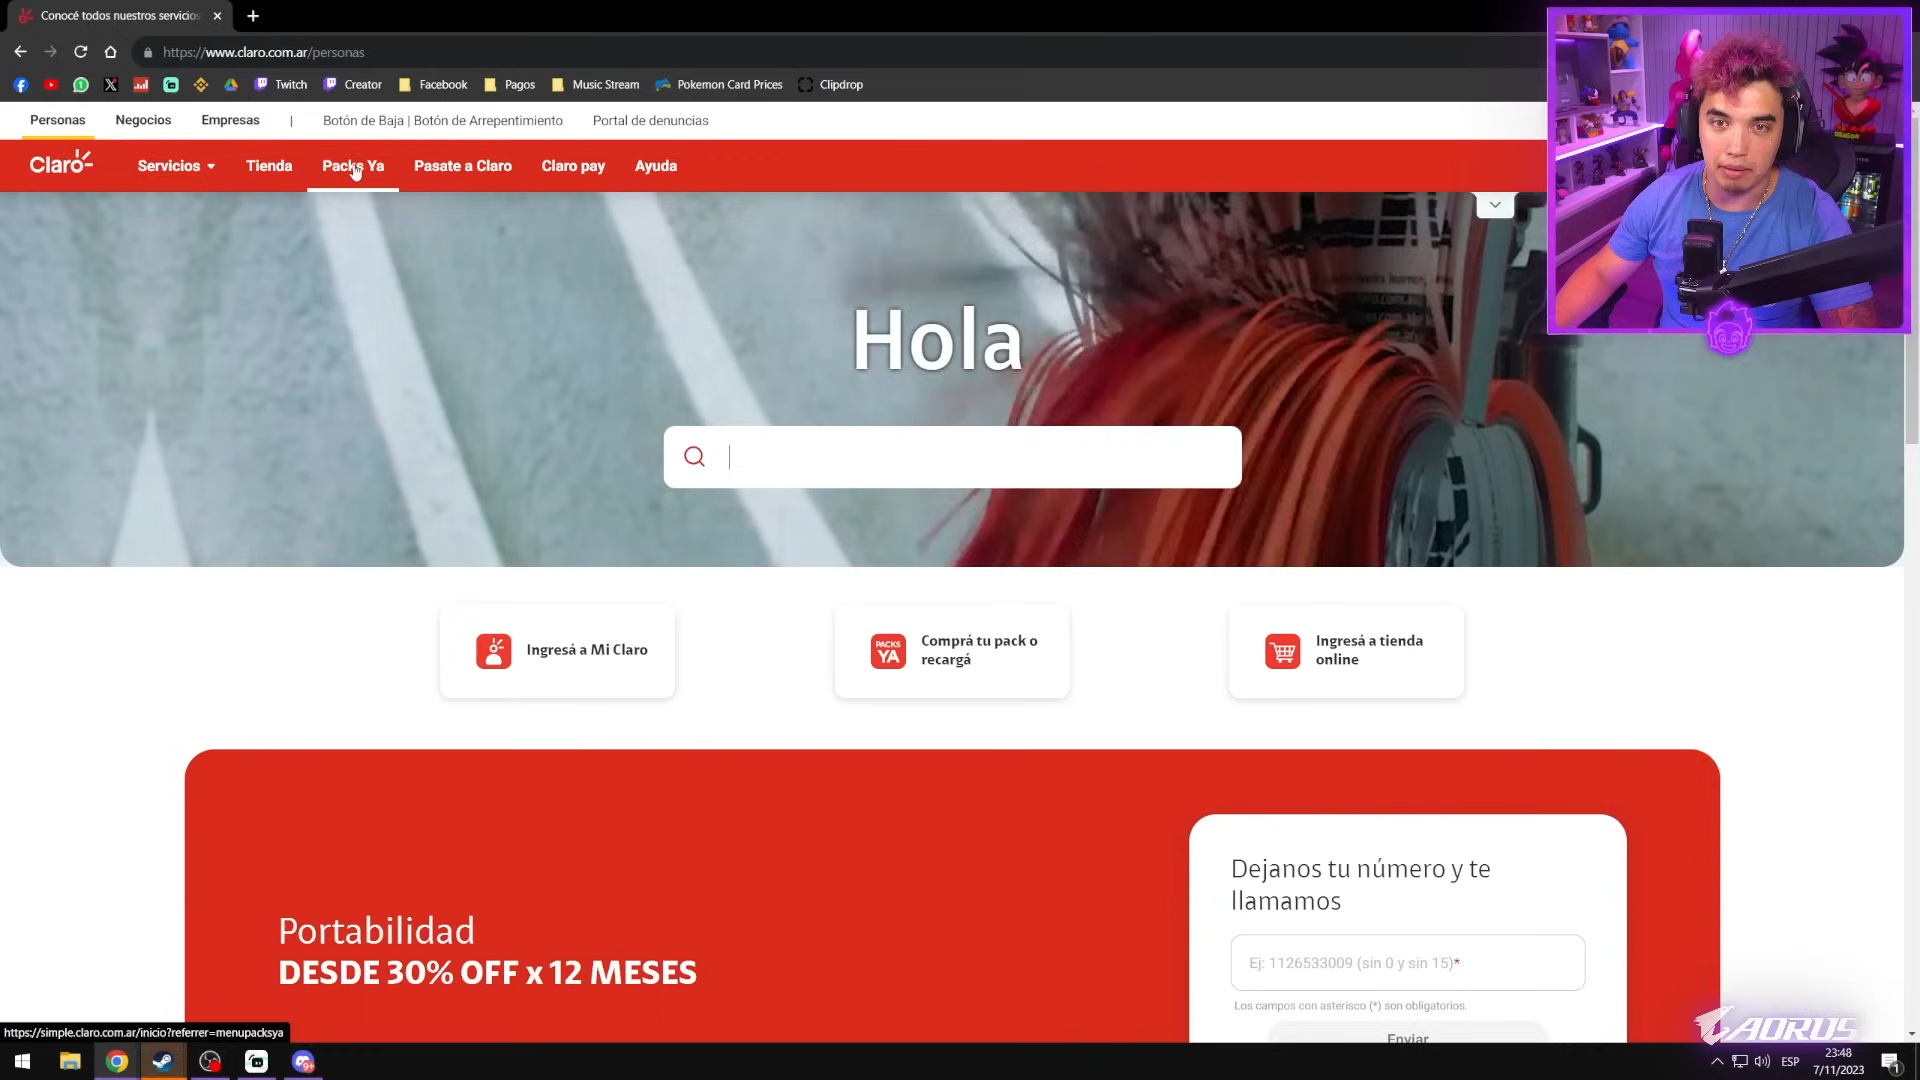 Conocé todos nuestros servicios
https://www.claro.com.ar/personas
Twitch
Creator
Facebook
Pagos
Music Stream
Pokemon Card Prices
Clipdrop
Personas
Negocios
Empresas
|
Botón de Baja | Botón de Arrepentimiento
Portal de denuncias
Claro
Servicios
Tienda
Packs Ya
Pasate a Claro
Claro pay
Ayuda
Hola
Ingresá a Mi Claro
PACKS
YA
Comprá tu pack o
recargá
Ingresá a tienda
online
Portabilidad
DESDE 30% OFF x 12 MESES
Dejanos tu número y te
llamamos
Ej: 1126533009 (sin 0 y sin 15)*
Los campos con asterisco (*) son obligatorios.
Enviar
https://simple.claro.com.ar/inicio?referrer=menupacksya
AORUS
9+
ESP
23:48
7/11/2023
1